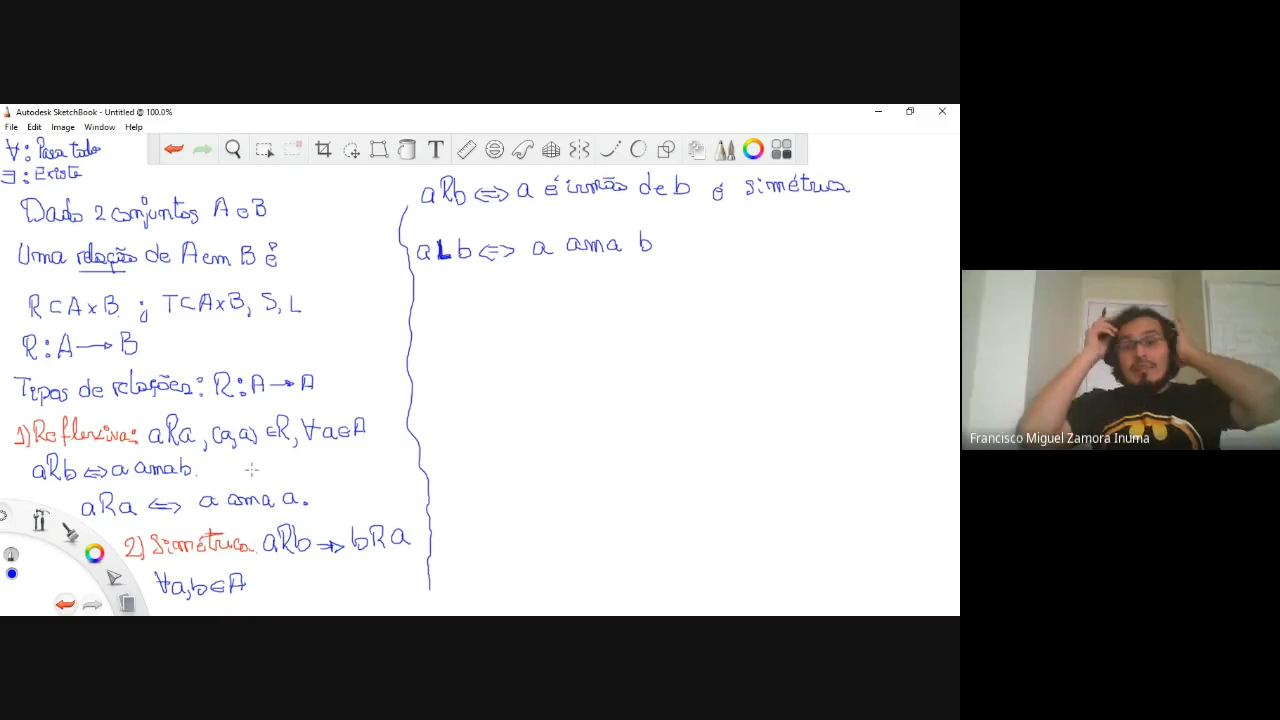 Autodesk SketchBook - Untitled @ 100.0%
File Edit Image Window Help
∀: Para todo
∃: Existe
Dado 2 conjuntos A e B
Uma relação de A em B é
R⊂A×B ; T⊂A×B, S, L
R:A→B
Tipos de relações: R:A→A
1) Reflexiva: aRa, (a,a)∈R, ∀a∈A
aRb ⇔ a ama b.
aRa ⇔ a ama a.
2) Simétrica. aRb ⇒ bRa
∀a,b∈A
aRb ⇔ a é irmão de b é simétrica
aLb ⇔ a ama b
Francisco Miguel Zamora Inuma